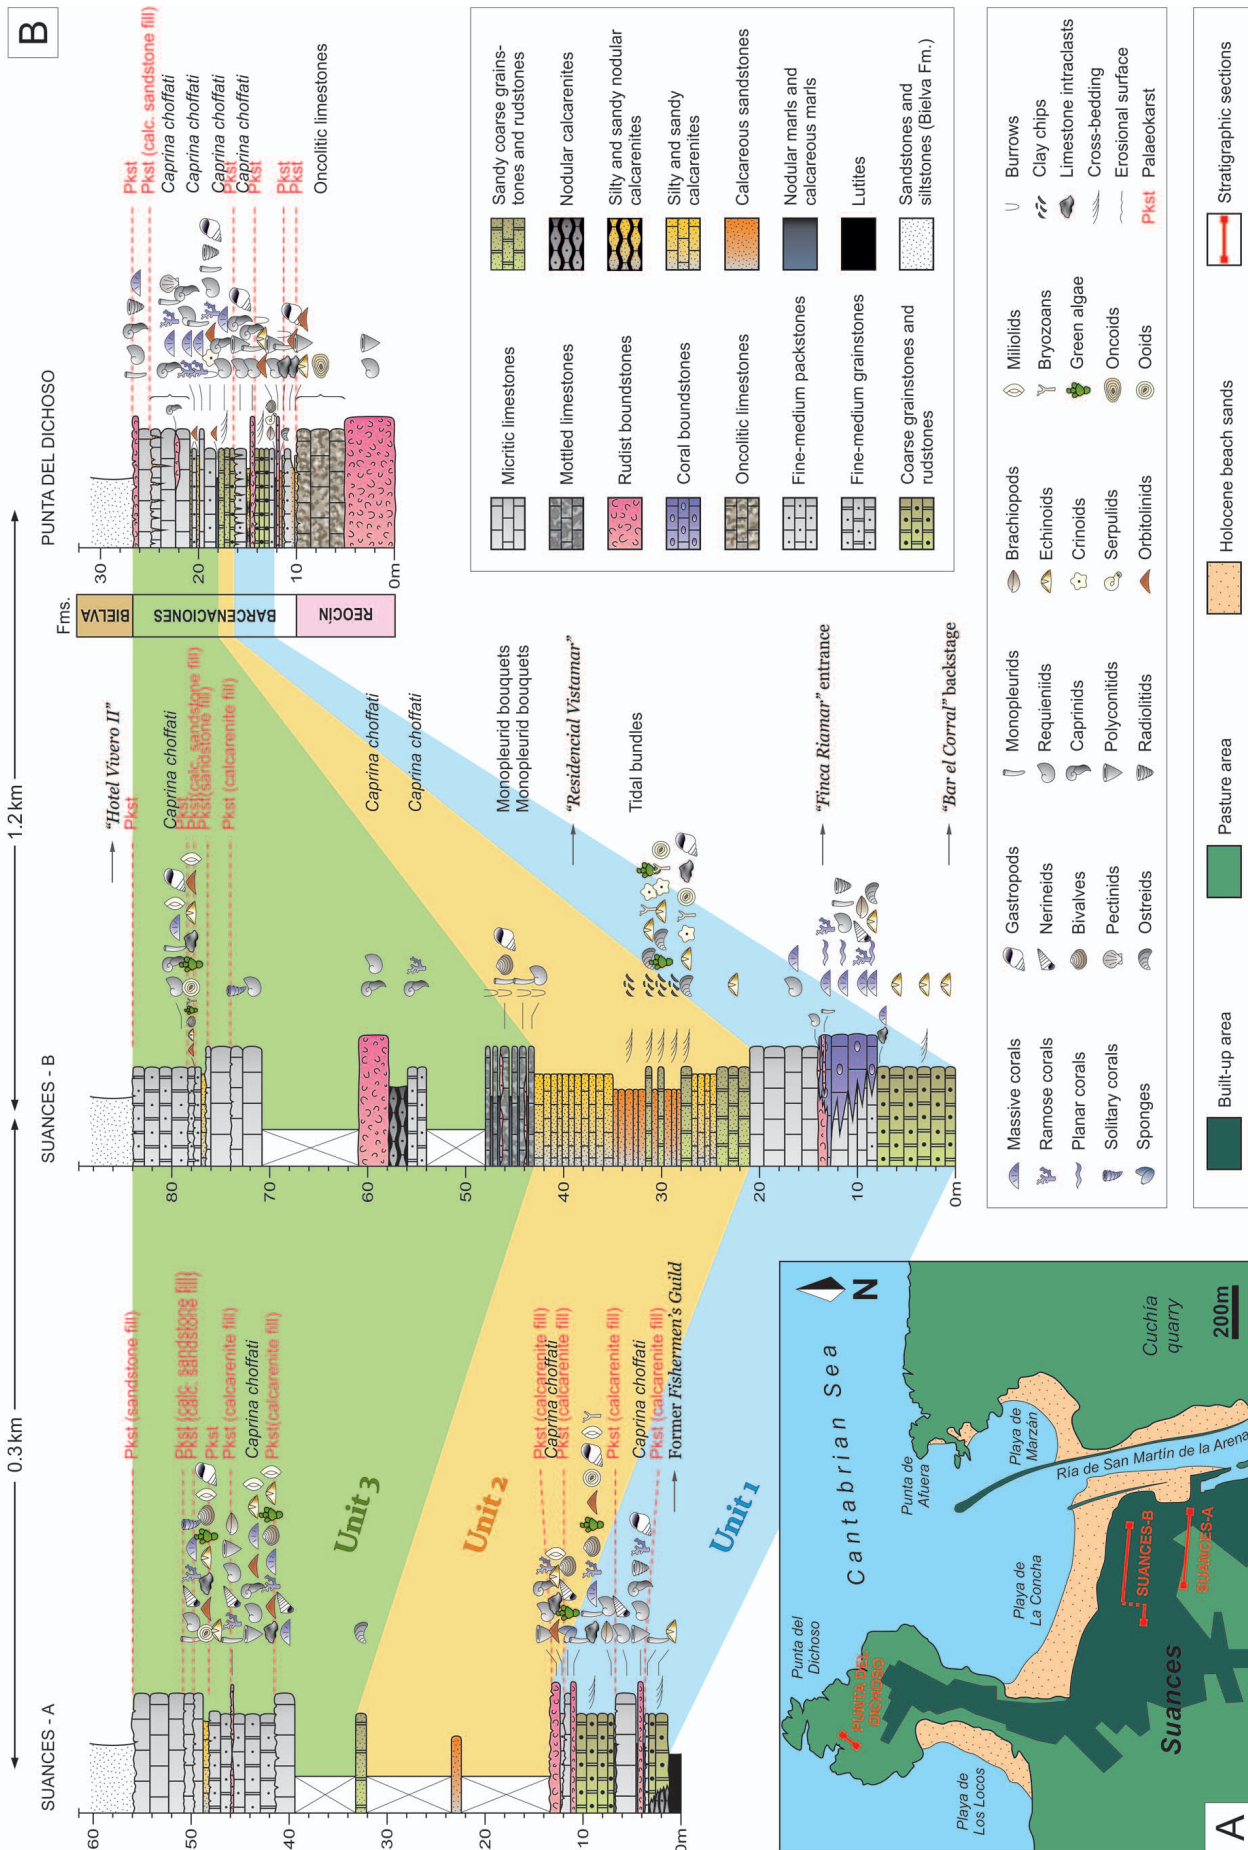 B
0.3 km
1.2 km
SUANCES - A
SUANCES - B
PUNTA DEL DICHOSO
60
50
40
30
20
10
0m
Pkst (sandstone fill)
Pkst (calc. sandstone fill)
Pkst (calc. sandstone fill)
Pkst
Pkst (calcarenite fill)
Caprina choffati
Pkst(calcarenite fill)
Pkst (calcarenite fill)
Caprina choffati
Pkst (calcarenite fill)
Pkst (calcarenite fill)
Caprina choffati
Pkst (calcarenite fill)
Former Fishermen's Guild
Unit 3
Unit 2
Unit 1
80
70
60
50
40
30
20
10
0m
"Hotel Vivero II"
Pkst
Caprina choffati
Pkst
Pkst(calc. sandstone fill)
Pkst(sandstone fill)
Pkst (calcarenite fill)
Caprina choffati
Caprina choffati
Monopleurid bouquets
Monopleurid bouquets
"Residencial Vistamar"
Tidal bundles
"Finca Riamar" entrance
"Bar el Corral" backstage
Fms.
BIELVA
BARCENACIONES
REOCÍN
30
20
10
0m
Pkst
Pkst (calc. sandstone fill)
Caprina choffati
Caprina choffati
Caprina choffati
Pkst
Caprina choffati
Pkst
Pkst
Pkst
Oncolitic limestones
Micritic limestones
Mottled limestones
Rudist boundstones
Coral boundstones
Oncolitic limestones
Fine-medium packstones
Fine-medium grainstones
Coarse grainstones and
rudstones
Sandy coarse grains-
tones and rudstones
Nodular calcarenites
Silty and sandy nodular
calcarenites
Silty and sandy
calcarenites
Calcareous sandstones
Nodular marls and
calcareous marls
Lutites
Sandstones and
siltstones (Bielva Fm.)
Massive corals
Ramose corals
Planar corals
Solitary corals
Sponges
Gastropods
Nerineids
Bivalves
Pectinids
Ostreids
Monopleurids
Requieniids
Caprinids
Polyconitids
Radiolitids
Brachiopods
Echinoids
Crinoids
Serpulids
Orbitolinids
Miliolids
Bryozoans
Green algae
Oncoids
Ooids
Burrows
Clay chips
Limestone intraclasts
Cross-bedding
Erosional surface
Pkst Palaeokarst
Built-up area
Pasture area
Holocene beach sands
Stratigraphic sections
A
Cantabrian Sea
N
Punta del
Dichoso
PUNTA DEL
DICHOSO
Playa de
Los Locos
Playa de
La Concha
Punta de
Afuera
Playa de
Marzán
Ría de San Martín de la Arena
Cuchía
quarry
SUANCES-B
SUANCES-A
Suances
200m